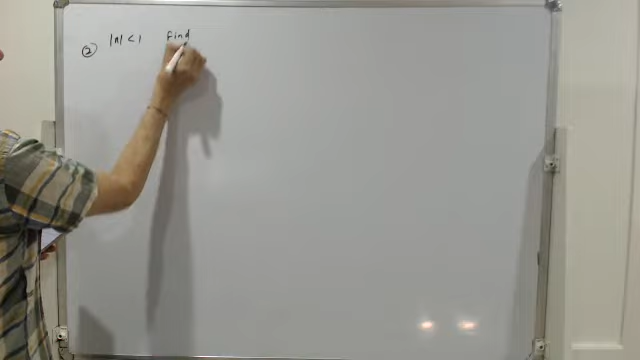 ② |n| < 1 find